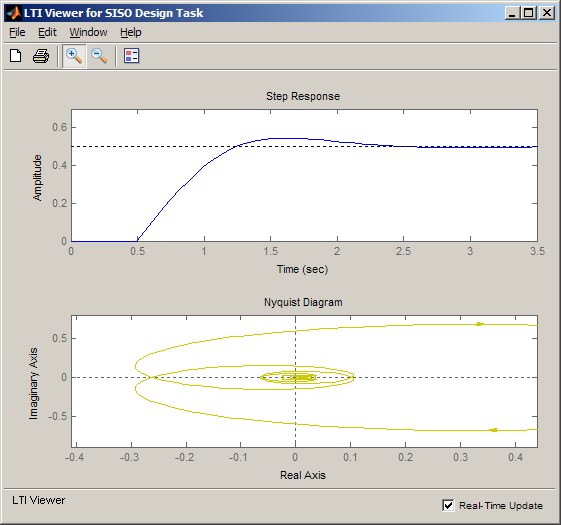 LTI Viewer for SISO Design Task
File Edit Window Help
Step Response
Amplitude
0.6
0.4
0.2
0
0 0.5 1 1.5 2 2.5 3 3.5
Time (sec)
Nyquist Diagram
Imaginary Axis
0.5
0
-0.5
-0.4 -0.3 -0.2 -0.1 0 0.1 0.2 0.3 0.4
Real Axis
LTI Viewer
Real-Time Update